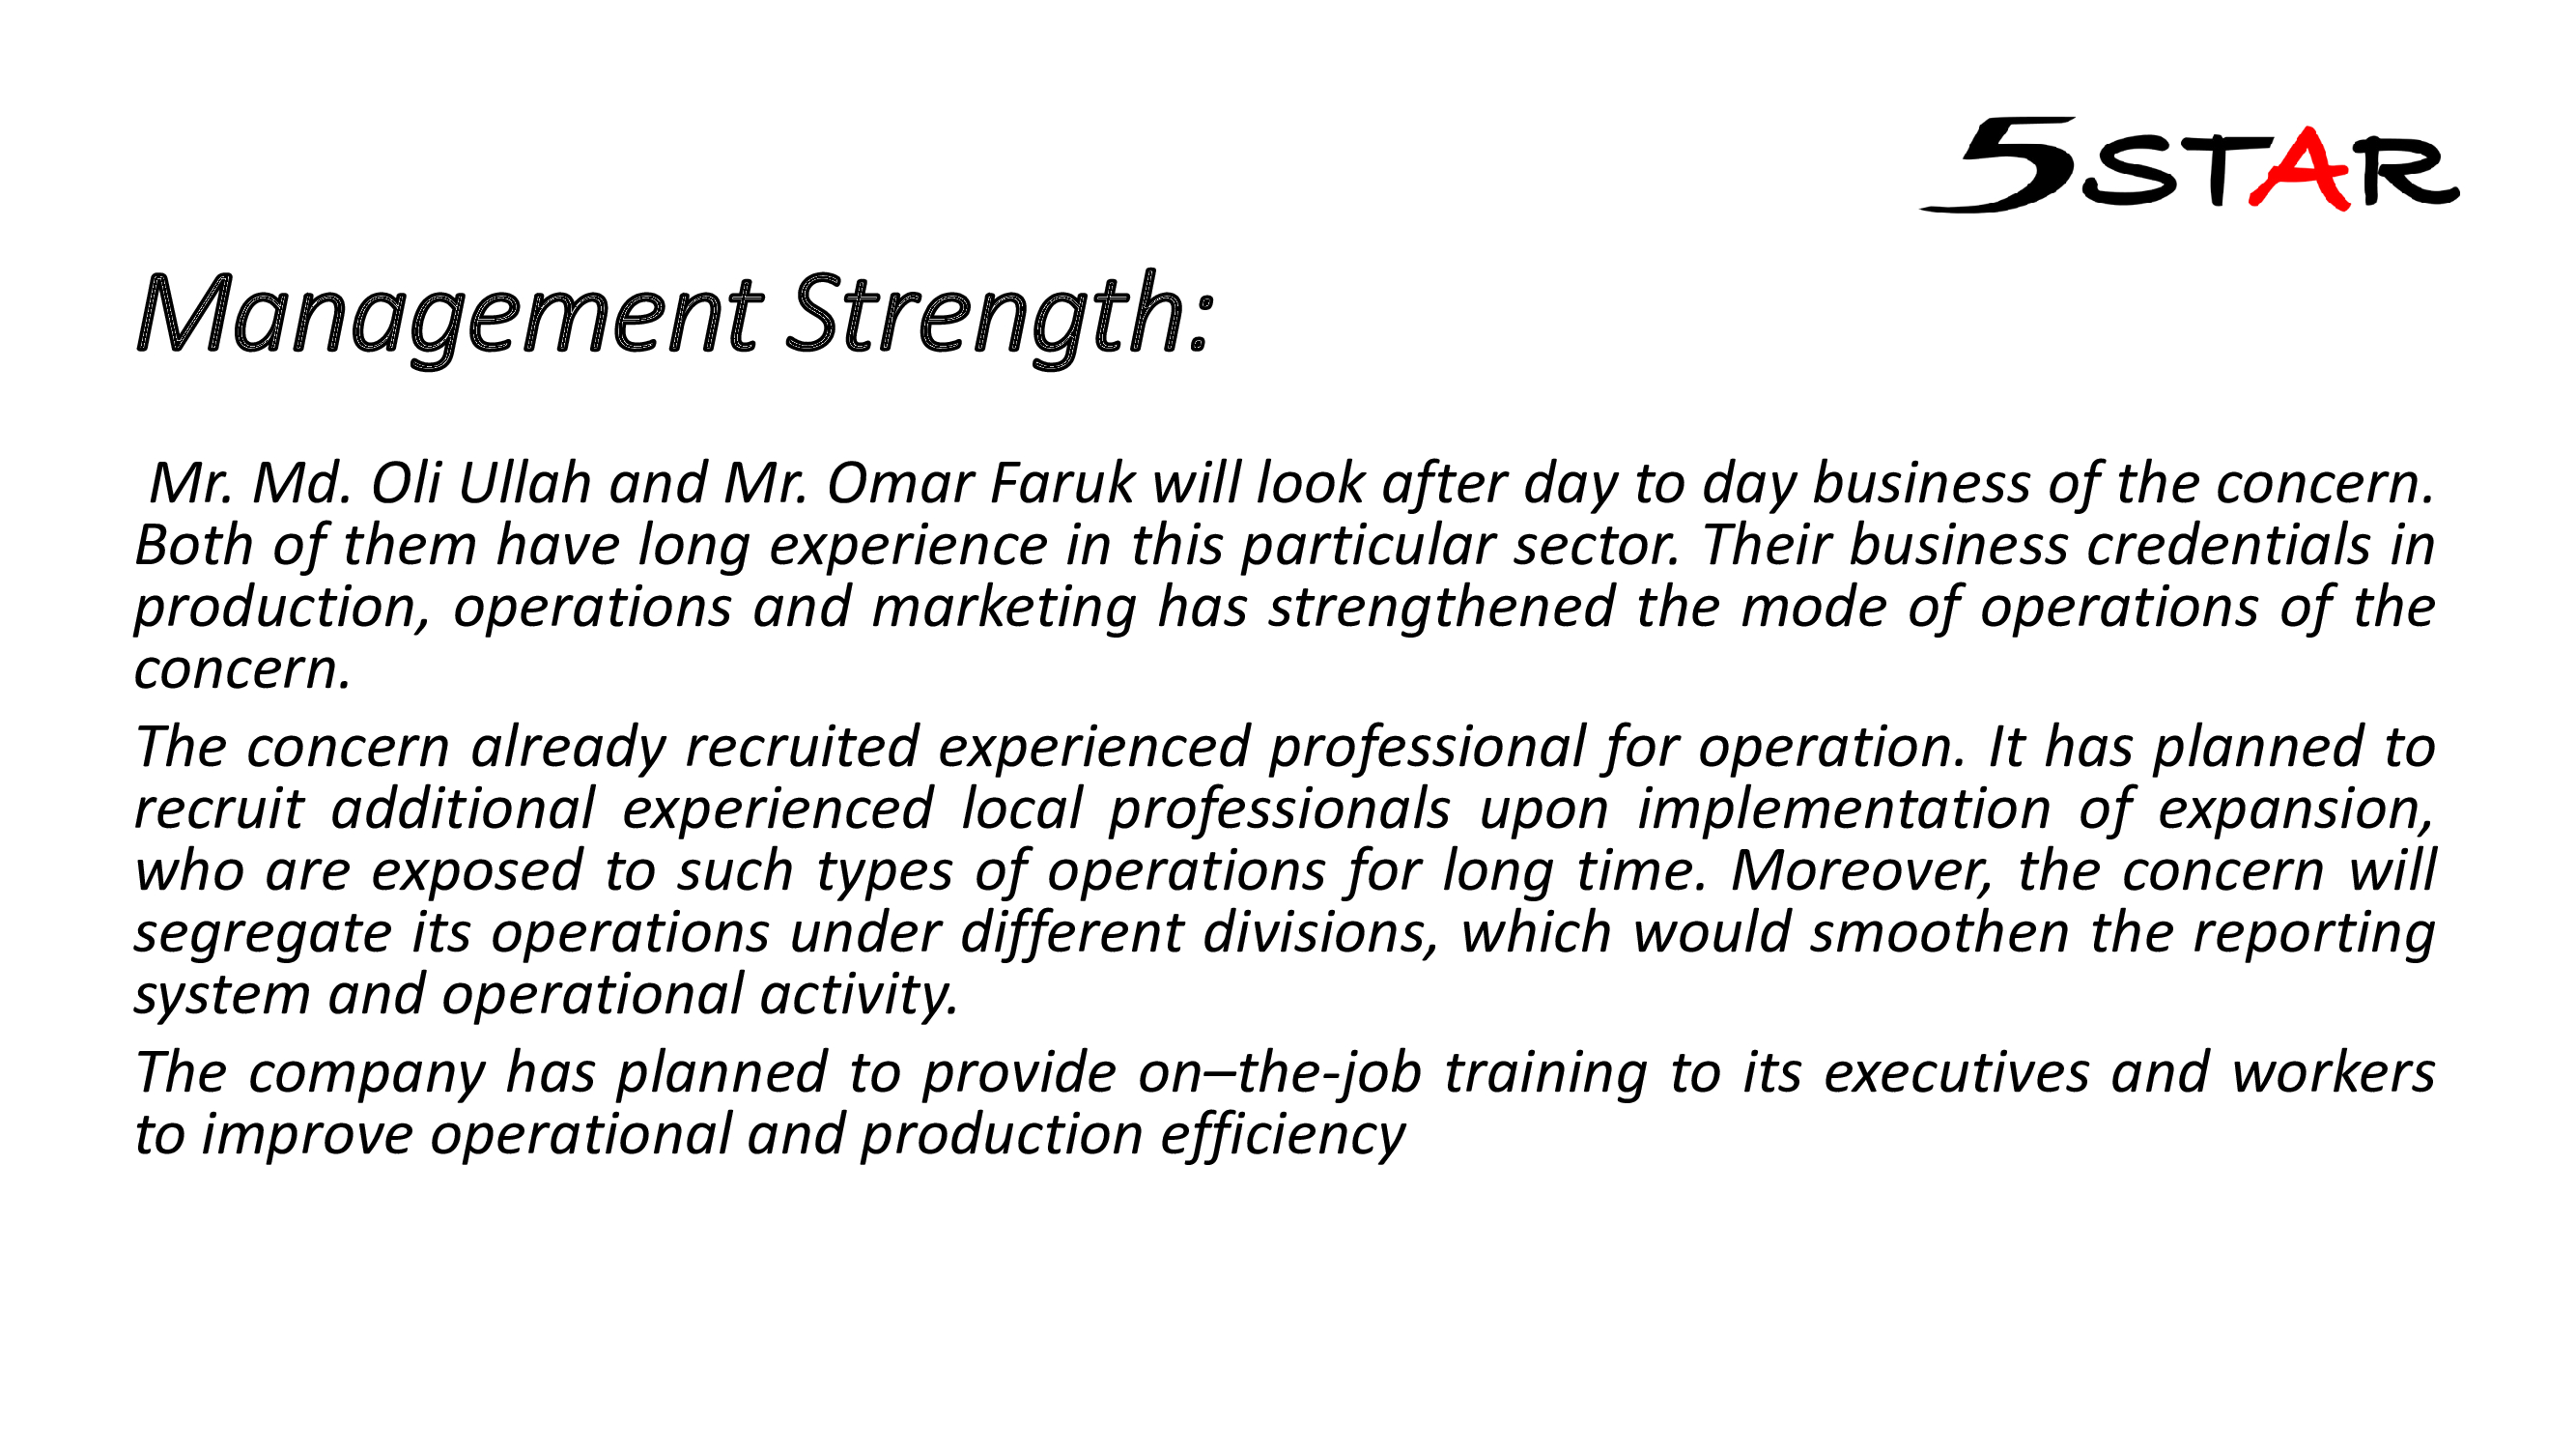 5STAR
Management Strength:
Mr. Md. Oli Ullah and Mr. Omar Faruk will look after day to day business of the concern.
Both of them have long experience in this particular sector. Their business credentials in
production, operations and marketing has strengthened the mode of operations of the
concern.
The concern already recruited experienced professional for operation. It has planned to
recruit additional experienced local professionals upon implementation of expansion,
who are exposed to such types of operations for long time. Moreover, the concern will
segregate its operations under different divisions, which would smoothen the reporting
system and operational activity.
The company has planned to provide on–the-job training to its executives and workers
to improve operational and production efficiency